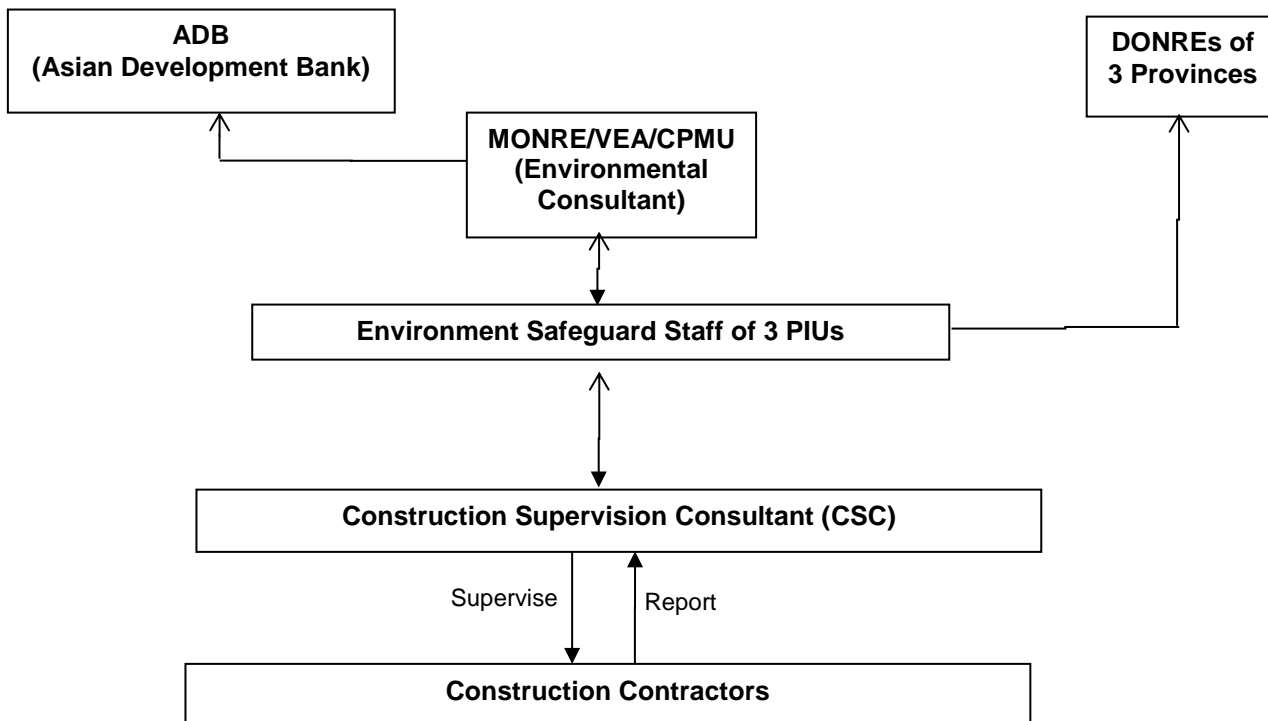 ADB
(Asian Development Bank)
DONREs of
3 Provinces
MONRE/VEA/CPMU
(Environmental
Consultant)
Environment Safeguard Staff of 3 PIUs
Construction Supervision Consultant (CSC)
Supervise
Report
Construction Contractors